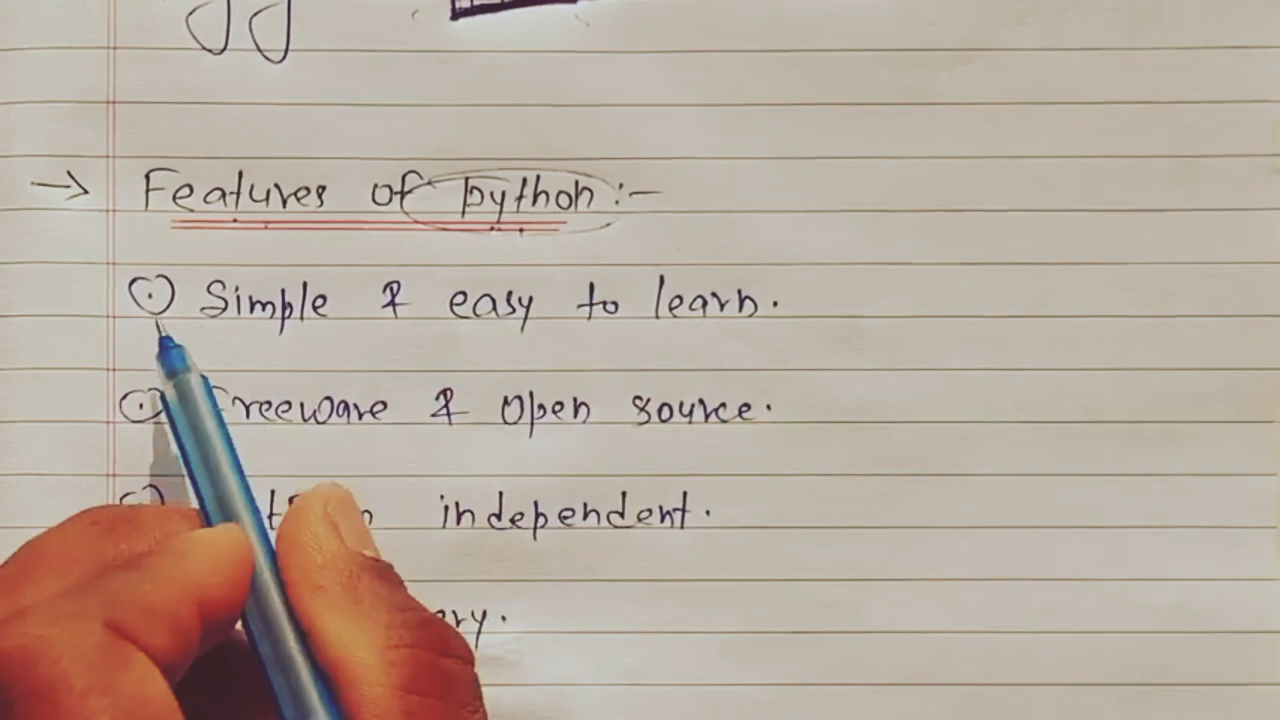 → Features of python :-
⊙ Simple & easy to learn.
⊙ Freeware & open source.
independent.